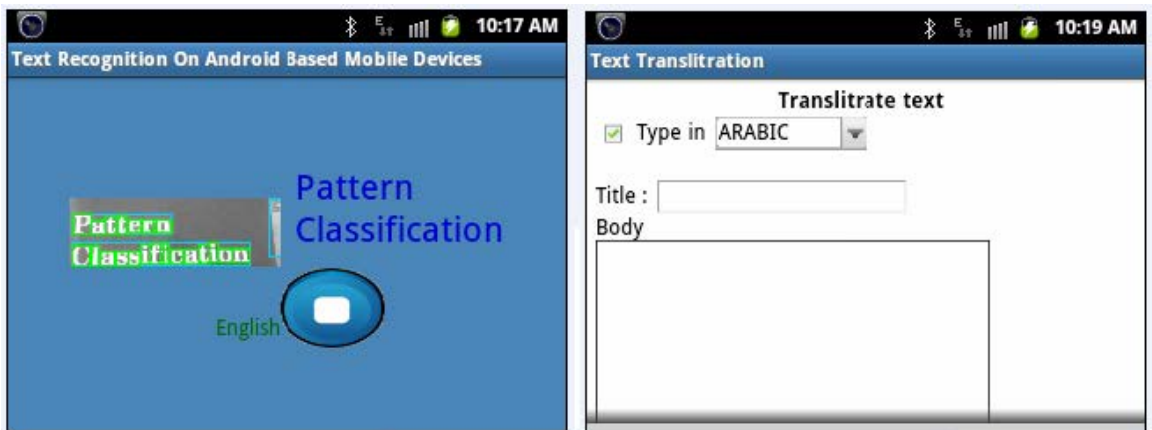 10:17 AM
Text Recognition On Android Based Mobile Devices
Pattern
Classification
Pattern
Classification
English
10:19 AM
Text Translitration
Translitrate text
Type in ARABIC
Title :
Body